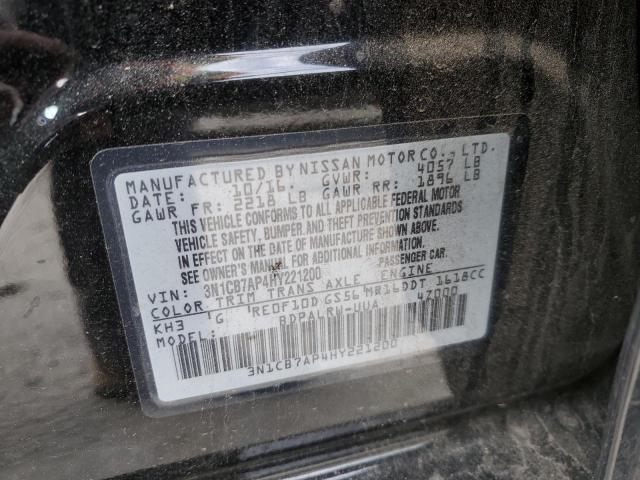 MANUFACTURED BY NISSAN MOTOR CO., LTD.
DATE: 10/16 GVWR: 4057 LB
GAWR FR: 2218 LB GAWR RR: 1896 LB
THIS VEHICLE CONFORMS TO ALL APPLICABLE FEDERAL MOTOR
VEHICLE SAFETY, BUMPER, AND THEFT PREVENTION STANDARDS
IN EFFECT ON THE DATE OF MANUFACTURE SHOWN ABOVE.
*SEE OWNER'S MANUAL PASSENGER CAR.
VIN: 3N1CB7AP4HY221200
COLOR TRIM TRANS AXLE ENGINE
KH3 'G 'RE0F10D GS56 MR16DDT 1618CC
MODEL: BDPALRW-UUA 47000
3N1CB7AP4HY221200